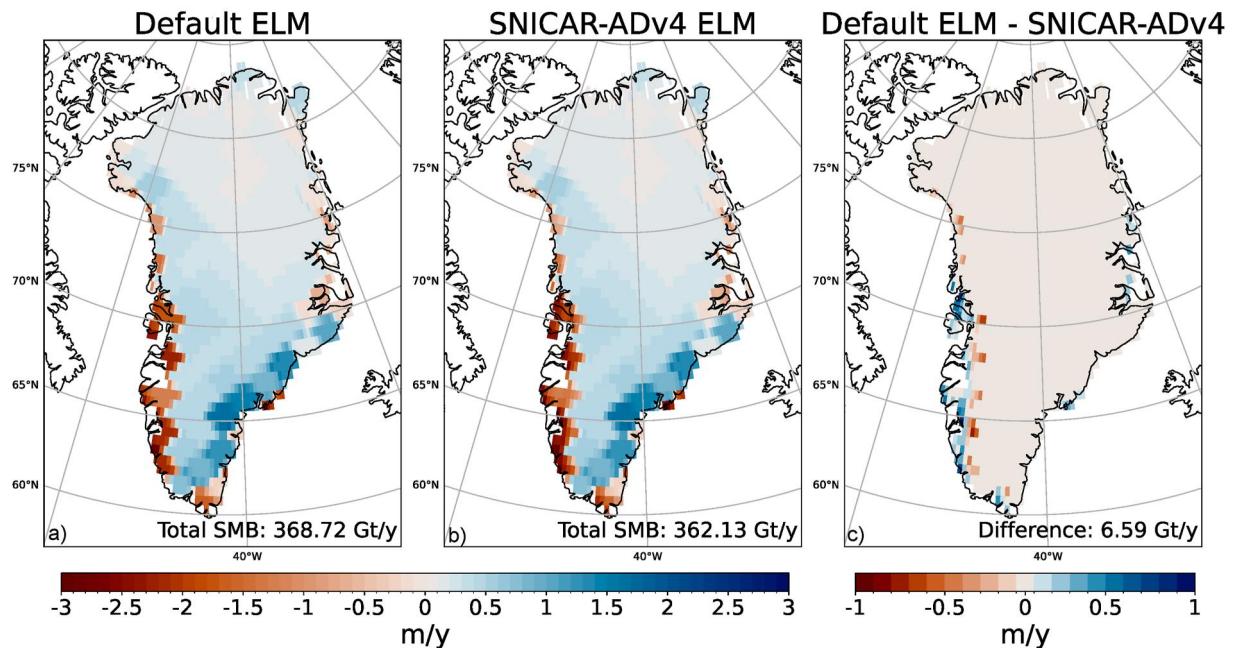 Default ELM
SNICAR-ADv4 ELM
Default ELM - SNICAR-ADv4
75°N
70°N
65°N
60°N
a)
Total SMB: 368.72 Gt/y
40°W
75°N
70°N
65°N
60°N
b)
Total SMB: 362.13 Gt/y
40°W
75°N
70°N
65°N
60°N
c)
Difference: 6.59 Gt/y
40°W
-3 -2.5 -2 -1.5 -1 -0.5 0 0.5 1 1.5 2 2.5 3
m/y
-1 -0.5 0 0.5 1
m/y